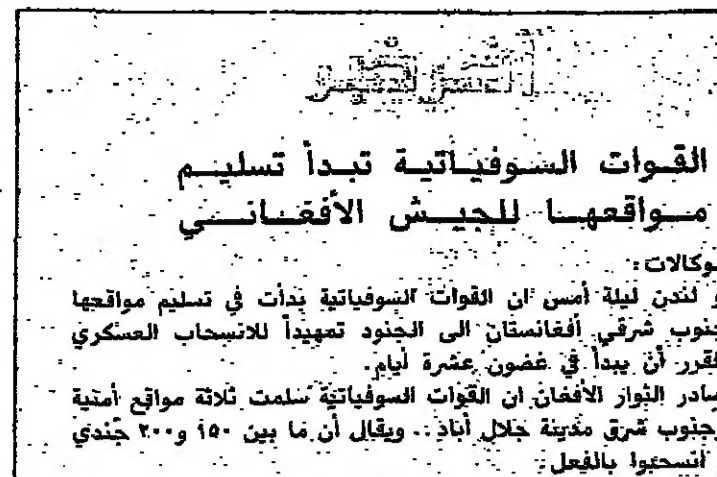 القوات السوفياتية تبدأ تسليم
مواقعها للجيش الأفغاني
وكالات :
لندن ليلة أمس ان القوات السوفياتية بدأت في تسليم مواقعها
جنوب شرقي أفغانستان الى الجنود تمهيداً للانسحاب العسكري
المقرر أن يبدأ في غضون عشرة أيام.
صادر الثوار الأفغان ان القوات السوفياتية سلمت ثلاثة مواقع أمنية
جنوب شرق مدينة جلال أباد .. ويقال أن ما بين ١٥٠ و٢٠٠ جندي
انسحبوا بالفعل.